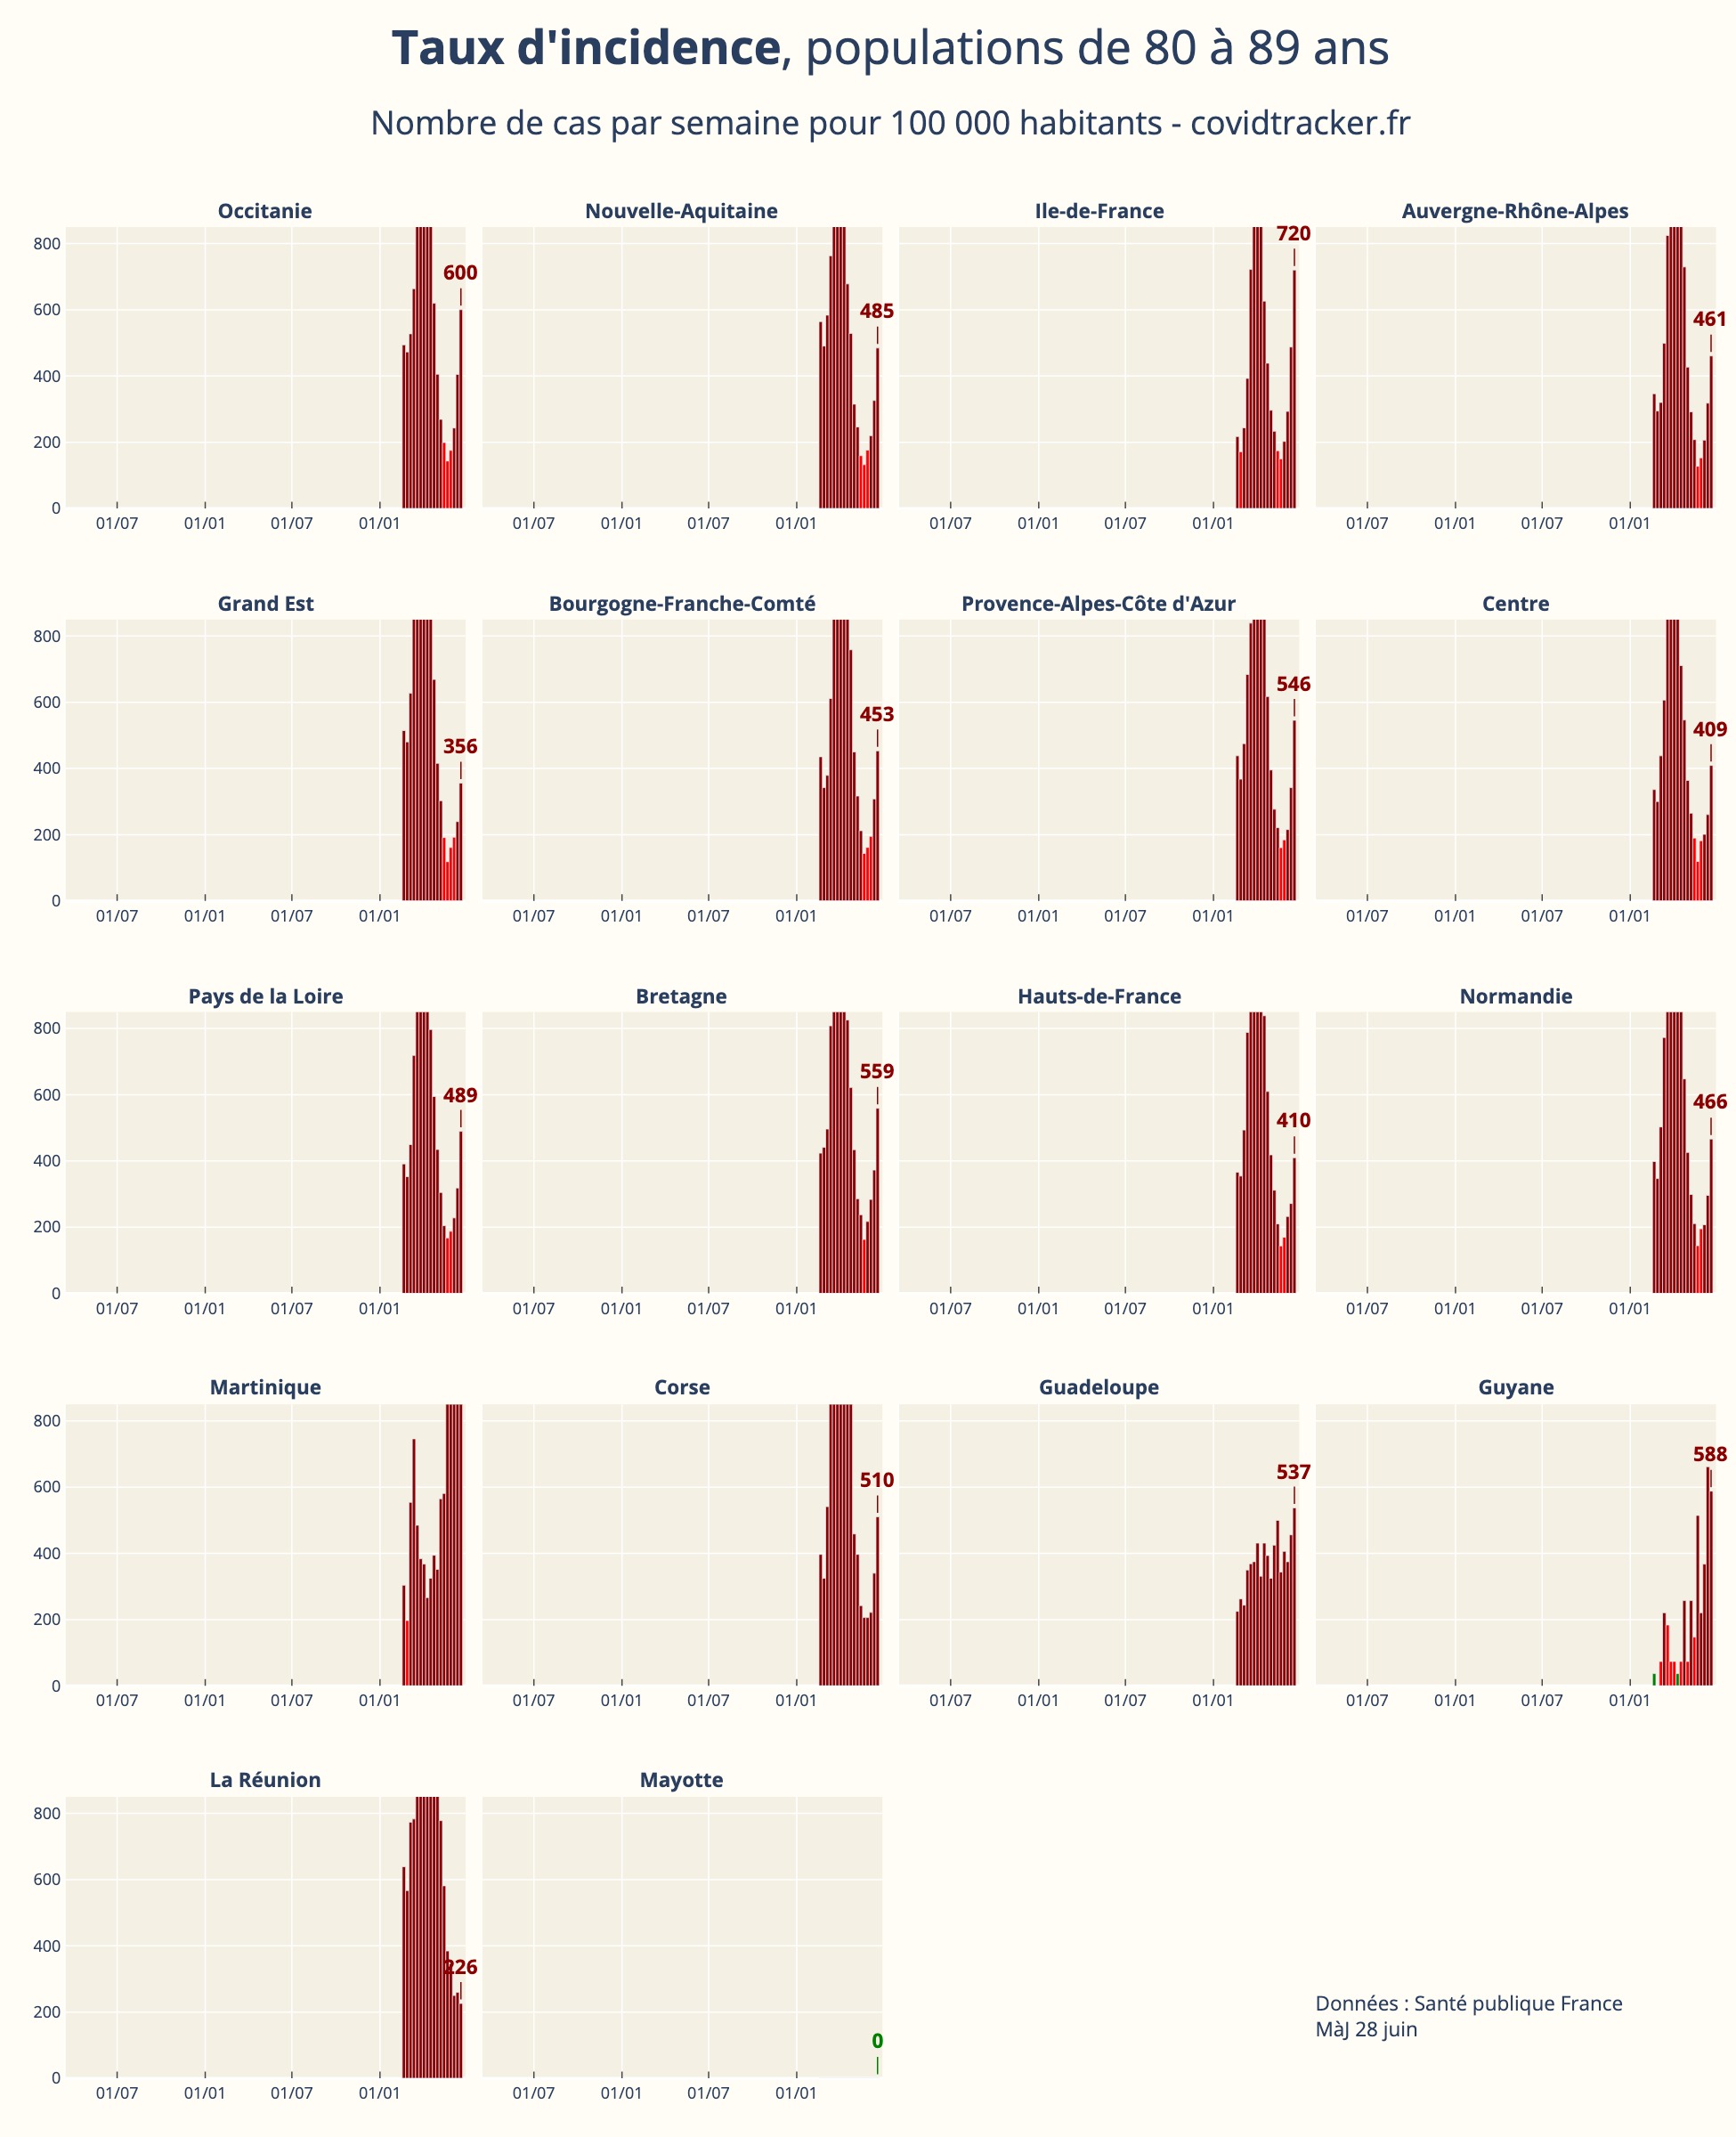 Taux d'incidence, populations de 80 à 89 ans
Nombre de cas par semaine pour 100 000 habitants - covidtracker.fr
Occitanie
800
600
400
200
0
600
01/07 01/01 01/07 01/01
Nouvelle-Aquitaine
485
01/07 01/01 01/07 01/01
Ile-de-France
720
01/07 01/01 01/07 01/01
Auvergne-Rhône-Alpes
461
01/07 01/01 01/07 01/01
Grand Est
800
600
400
200
0
356
01/07 01/01 01/07 01/01
Bourgogne-Franche-Comté
453
01/07 01/01 01/07 01/01
Provence-Alpes-Côte d'Azur
546
01/07 01/01 01/07 01/01
Centre
409
01/07 01/01 01/07 01/01
Pays de la Loire
800
600
400
200
0
489
01/07 01/01 01/07 01/01
Bretagne
559
01/07 01/01 01/07 01/01
Hauts-de-France
410
01/07 01/01 01/07 01/01
Normandie
466
01/07 01/01 01/07 01/01
Martinique
800
600
400
200
0
01/07 01/01 01/07 01/01
Corse
510
01/07 01/01 01/07 01/01
Guadeloupe
537
01/07 01/01 01/07 01/01
Guyane
588
01/07 01/01 01/07 01/01
La Réunion
800
600
400
200
0
226
01/07 01/01 01/07 01/01
Mayotte
0
01/07 01/01 01/07 01/01
Données : Santé publique France
MàJ 28 juin